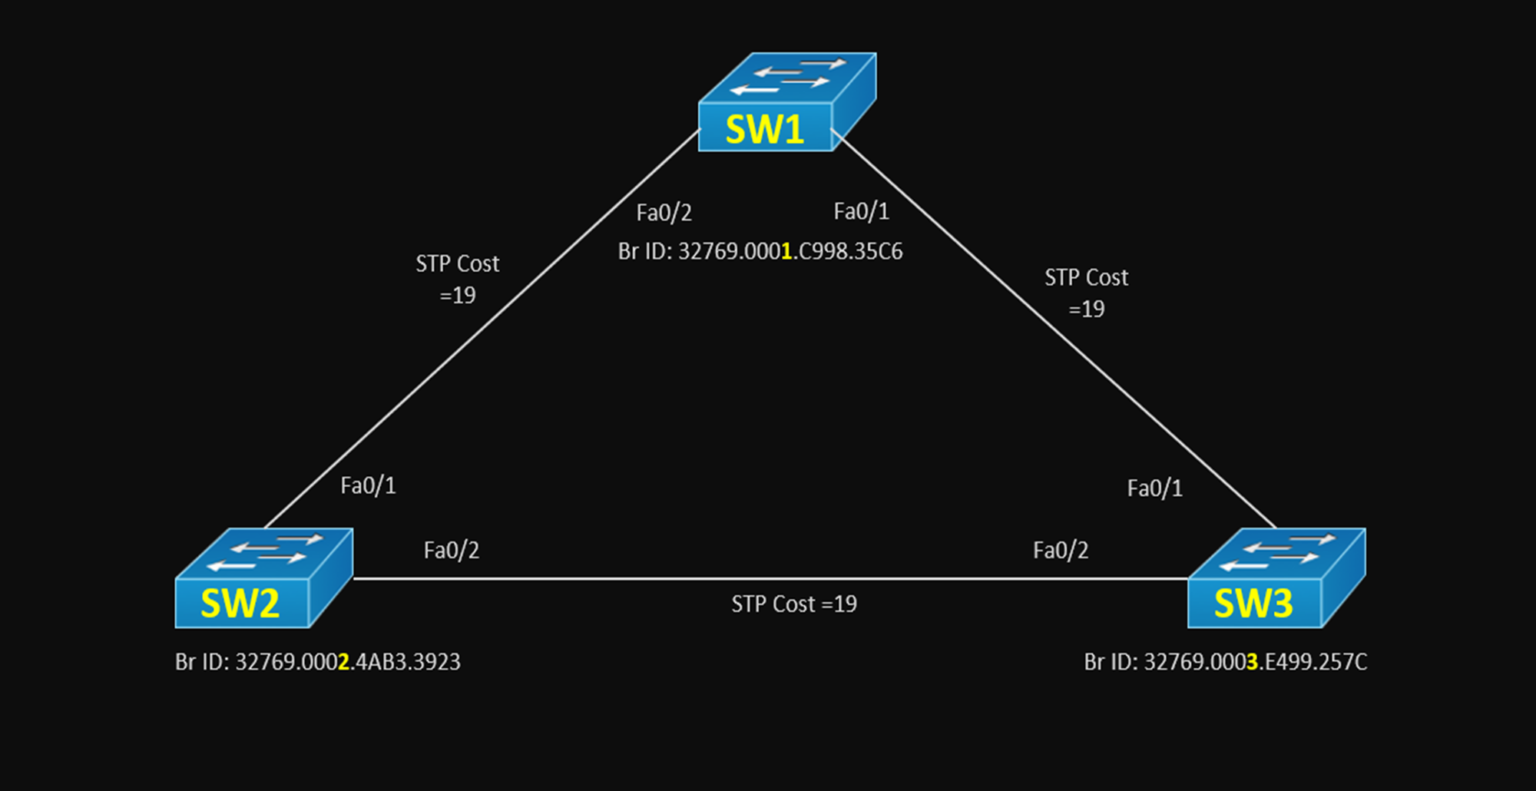 SW1
Fa0/2
Fa0/1
Br ID: 32769.0001.C998.35C6
STP Cost
=19
STP Cost
=19
Fa0/1
Fa0/1
Fa0/2
Fa0/2
SW2
STP Cost =19
SW3
Br ID: 32769.0002.4AB3.3923
Br ID: 32769.0003.E499.257C